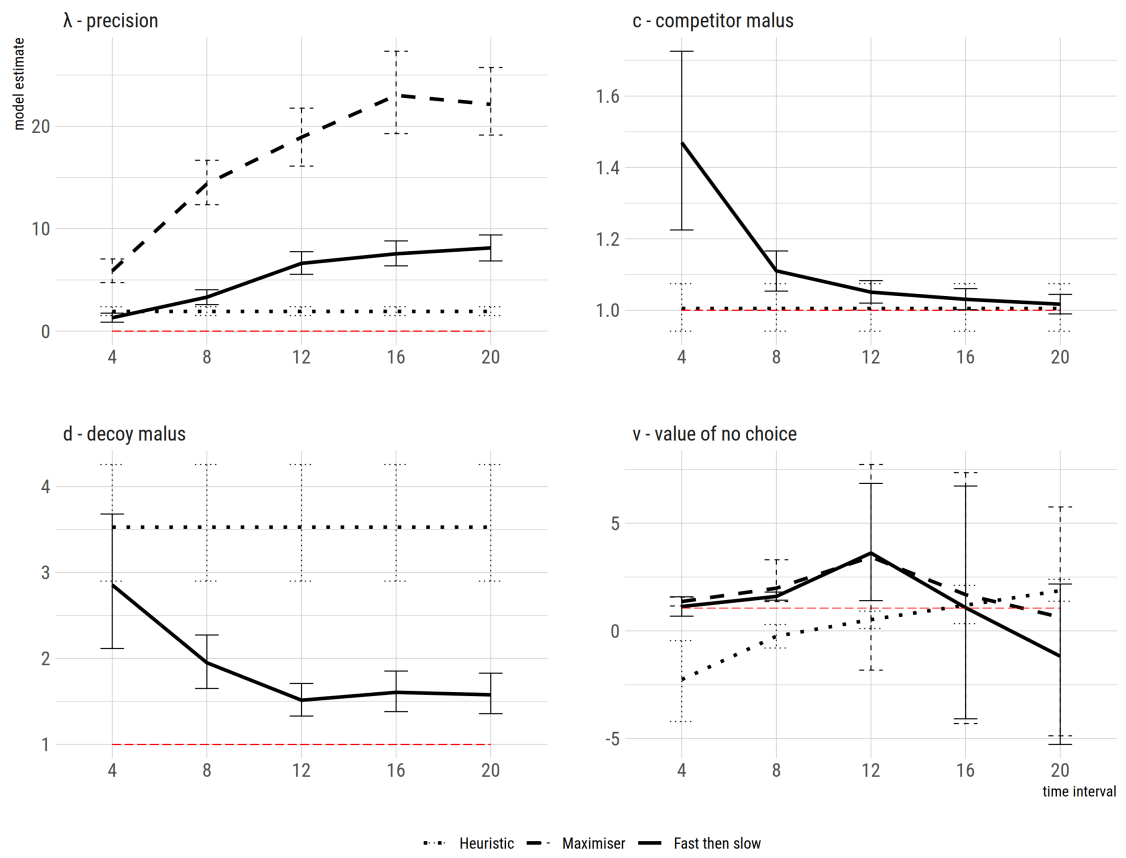 λ - precision
c - competitor malus
model estimate
20
10
0
4 8 12 16 20
1.6
1.4
1.2
1.0
4 8 12 16 20
d - decoy malus
v - value of no choice
4
3
2
1
4 8 12 16 20
5
0
-5
4 8 12 16 20
time interval
Heuristic Maximiser Fast then slow